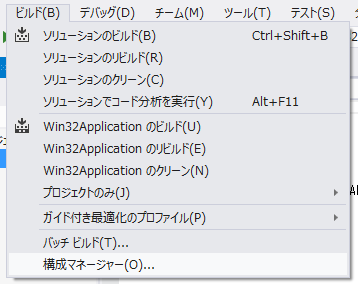 ビルド(B) デバッグ(D) チーム(M) ツール(T) テスト(S)
ソリューションのビルド(B) Ctrl+Shift+B
ソリューションのリビルド(R)
ソリューションのクリーン(C)
ソリューションでコード分析を実行(Y) Alt+F11
Win32Application のビルド(U)
Win32Application のリビルド(E)
Win32Application のクリーン(N)
プロジェクトのみ(J)
ガイド付き最適化のプロファイル(P)
バッチ ビルド(T)...
構成マネージャー(O)...